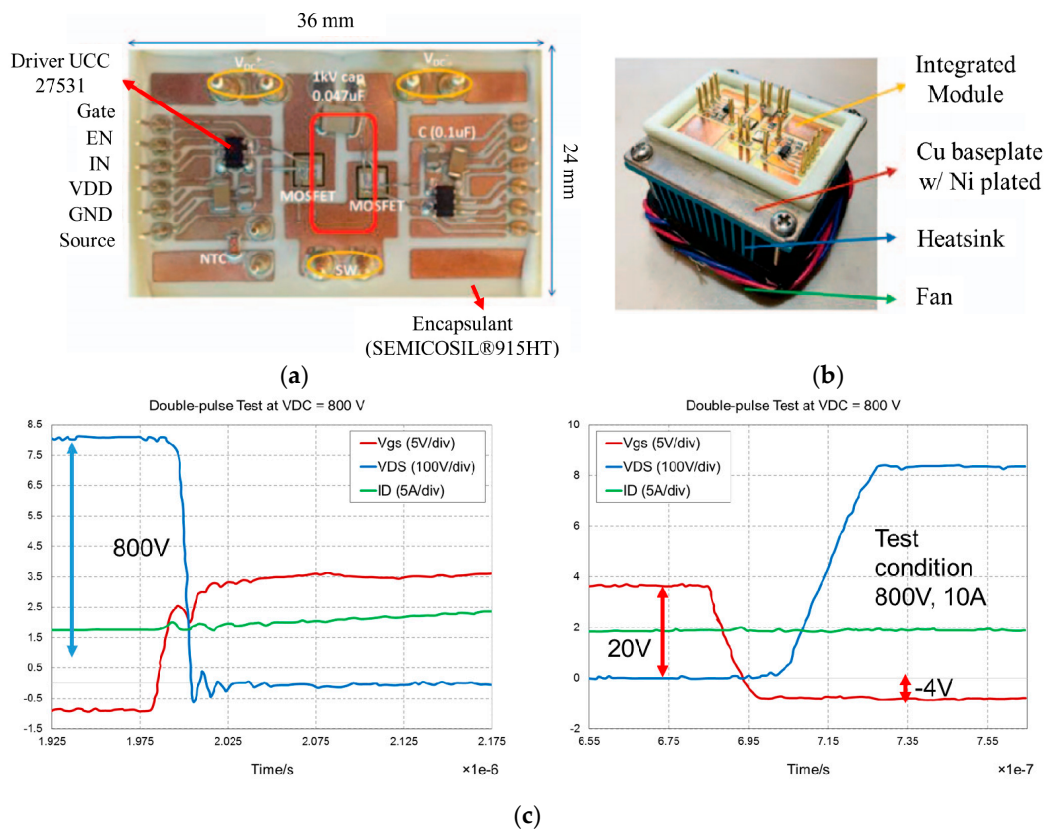 (a)
36 mm
24 mm
Driver UCC
27531
Gate
EN
IN
VDD
GND
Source
VDC+
VDC-
1kV cap
0.047uF
C (0.1uF)
MOSFET
MOSFET
NTC
SW
Encapsulant
(SEMICOSIL®915HT)
Integrated
Module
Cu baseplate
w/ Ni plated
Heatsink
Fan
(b)
Double-pulse Test at VDC = 800 V
8.5
7.5
6.5
5.5
4.5
3.5
2.5
1.5
0.5
-0.5
-1.5
Vgs (5V/div)
VDS (100V/div)
ID (5A/div)
800V
1.925 1.975 2.025 2.075 2.125 2.175
Time/s ×1e-6
Double-pulse Test at VDC = 800 V
10
8
6
4
2
0
-2
Vgs (5V/div)
VDS (100V/div)
ID (5A/div)
Test
condition
800V, 10A
20V
-4V
6.55 6.75 6.95 7.15 7.35 7.55
Time/s ×1e-7
(c)